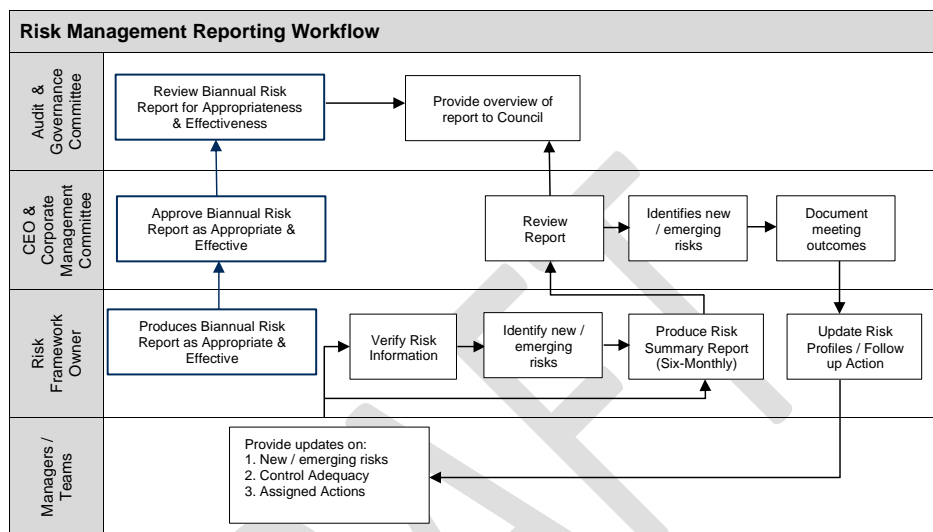 Risk Management Reporting Workflow
Audit &
Governance
Committee
Review Biannual Risk
Report for Appropriateness
& Effectiveness
Provide overview of
report to Council
CEO &
Corporate
Management
Committee
Approve Biannual Risk
Report as Appropriate &
Effective
Review
Report
Identifies new
/ emerging
risks
Document
meeting
outcomes
Risk
Framework
Owner
Produces Biannual Risk
Report as Appropriate &
Effective
Verify Risk
Information
Identify new /
emerging
risks
Produce Risk
Summary Report
(Six-Monthly)
Update Risk
Profiles / Follow
up Action
Managers /
Teams
Provide updates on:
1. New / emerging risks
2. Control Adequacy
3. Assigned Actions
DRAFT